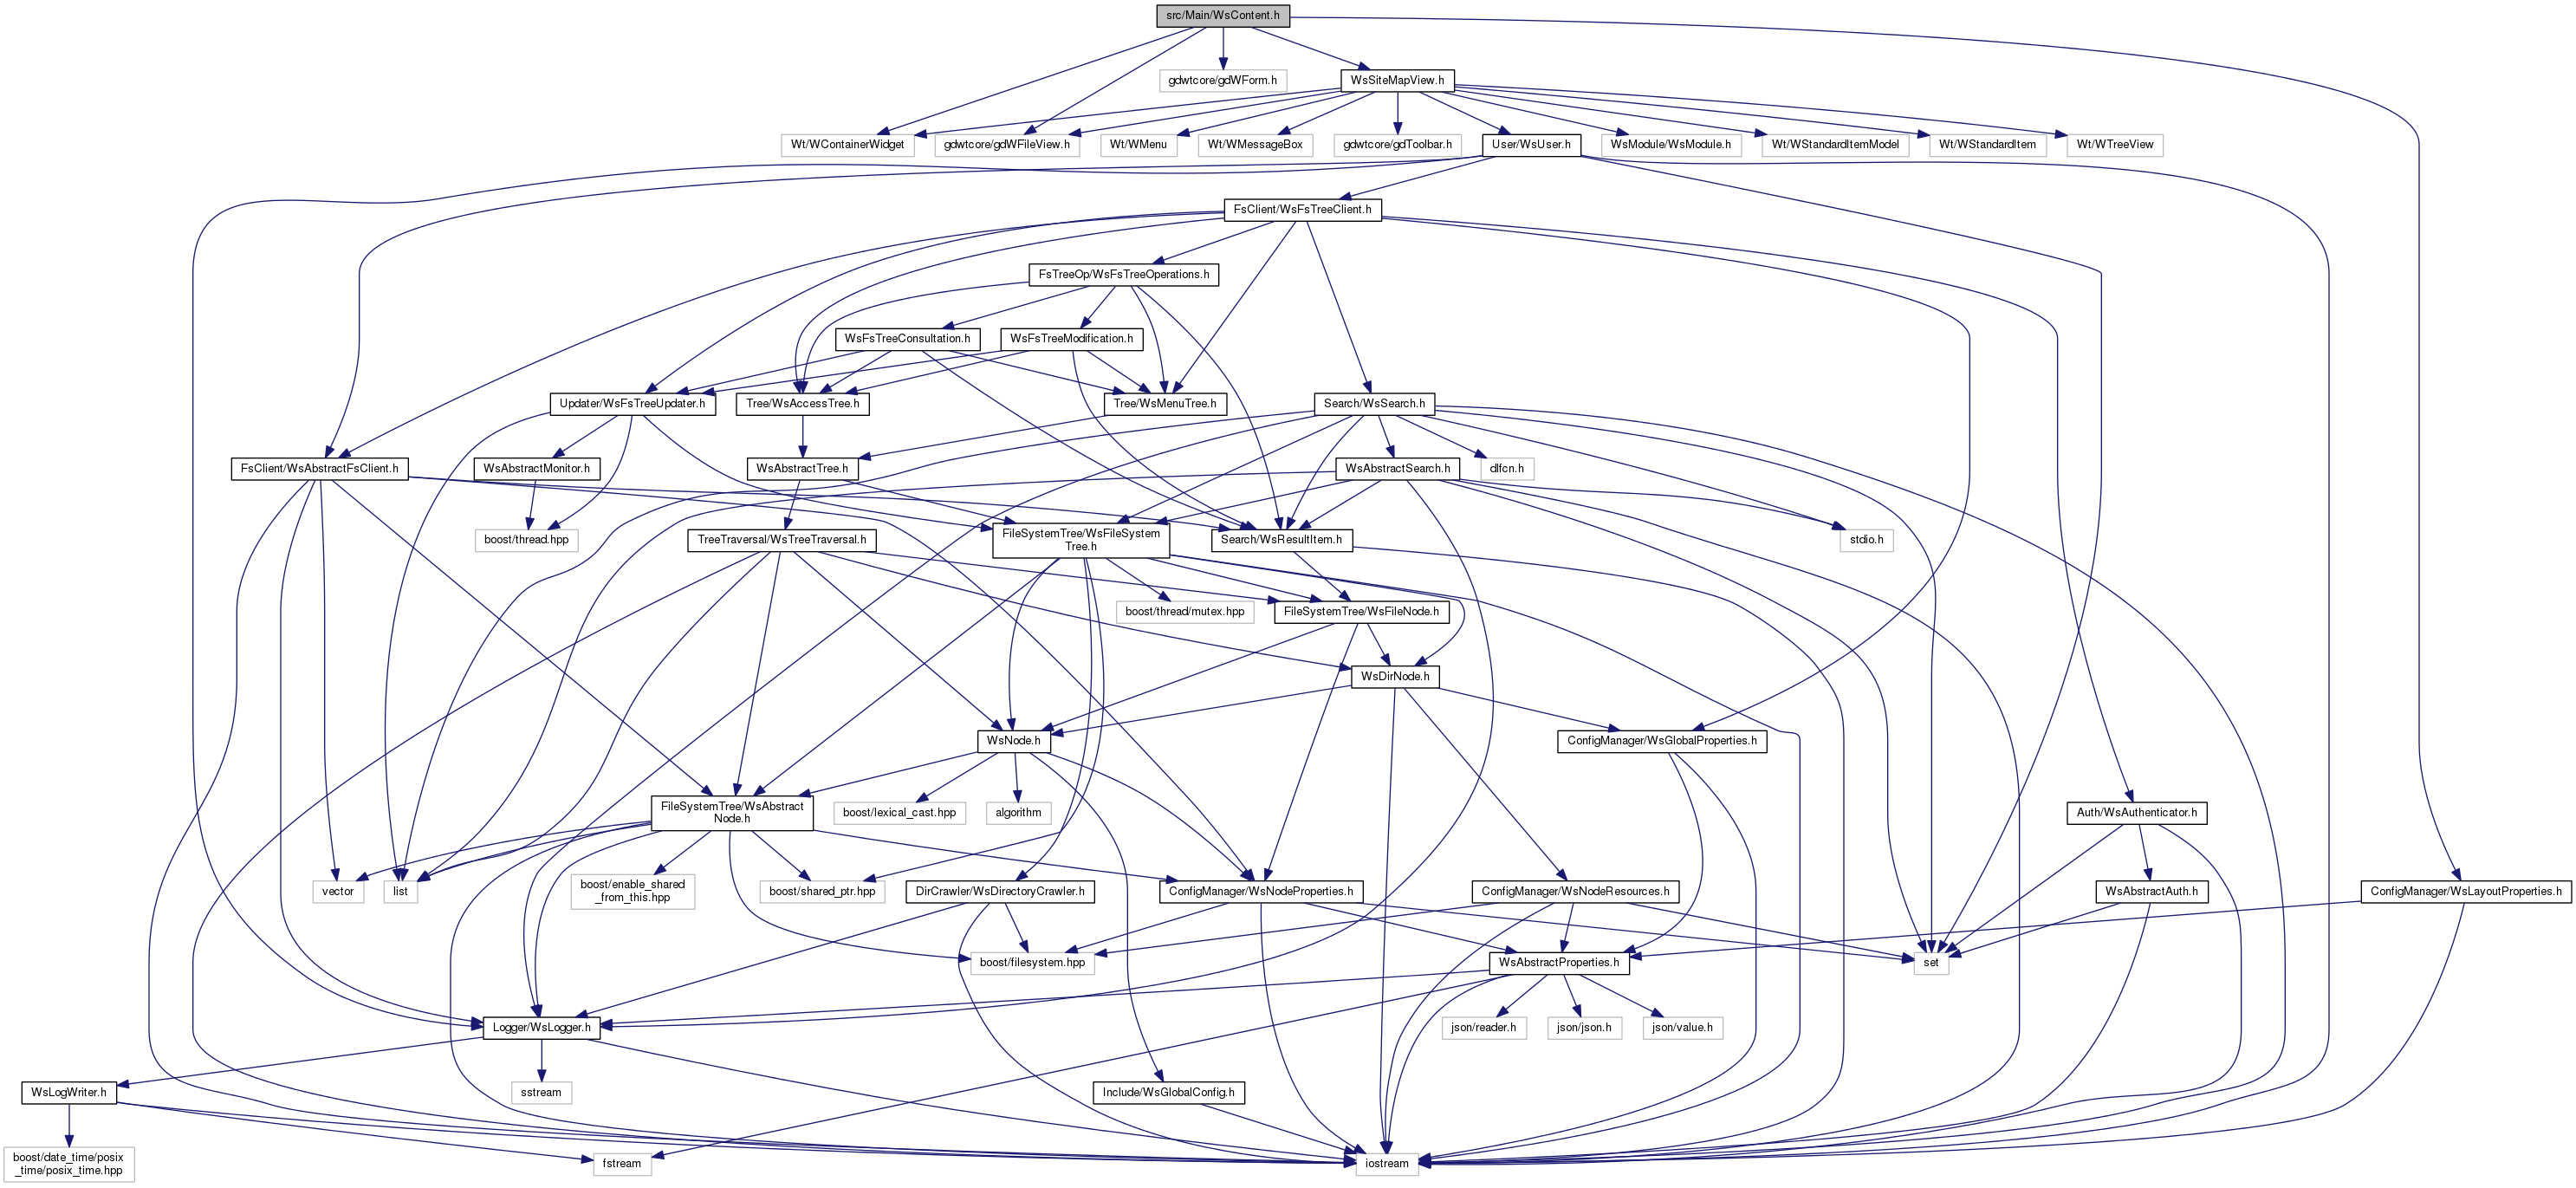 src/Main/WsContent.h
gdwtcore/gdWForm.h
WsSiteMapView.h
Wt/WContainerWidget
gdwtcore/gdWFileView.h
Wt/WMenu
Wt/WMessageBox
gdwtcore/gdToolbar.h
User/WsUser.h
WsModule/WsModule.h
Wt/WStandardItemModel
Wt/WStandardItem
Wt/WTreeView
FsClient/WsFsTreeClient.h
FsTreeOp/WsFsTreeOperations.h
WsFsTreeConsultation.h
WsFsTreeModification.h
Updater/WsFsTreeUpdater.h
Tree/WsAccessTree.h
Tree/WsMenuTree.h
Search/WsSearch.h
FsClient/WsAbstractFsClient.h
WsAbstractMonitor.h
WsAbstractTree.h
WsAbstractSearch.h
dlfcn.h
boost/thread.hpp
TreeTraversal/WsTreeTraversal.h
FileSystemTree/WsFileSystem
Tree.h
Search/WsResultItem.h
stdio.h
boost/thread/mutex.hpp
FileSystemTree/WsFileNode.h
WsDirNode.h
WsNode.h
ConfigManager/WsGlobalProperties.h
FileSystemTree/WsAbstract
Node.h
boost/lexical_cast.hpp
algorithm
Auth/WsAuthenticator.h
vector
list
boost/enable_shared
_from_this.hpp
boost/shared_ptr.hpp
DirCrawler/WsDirectoryCrawler.h
ConfigManager/WsNodeProperties.h
ConfigManager/WsNodeResources.h
WsAbstractAuth.h
ConfigManager/WsLayoutProperties.h
boost/filesystem.hpp
WsAbstractProperties.h
set
Logger/WsLogger.h
json/reader.h
json/json.h
json/value.h
WsLogWriter.h
sstream
Include/WsGlobalConfig.h
boost/date_time/posix
_time/posix_time.hpp
fstream
iostream